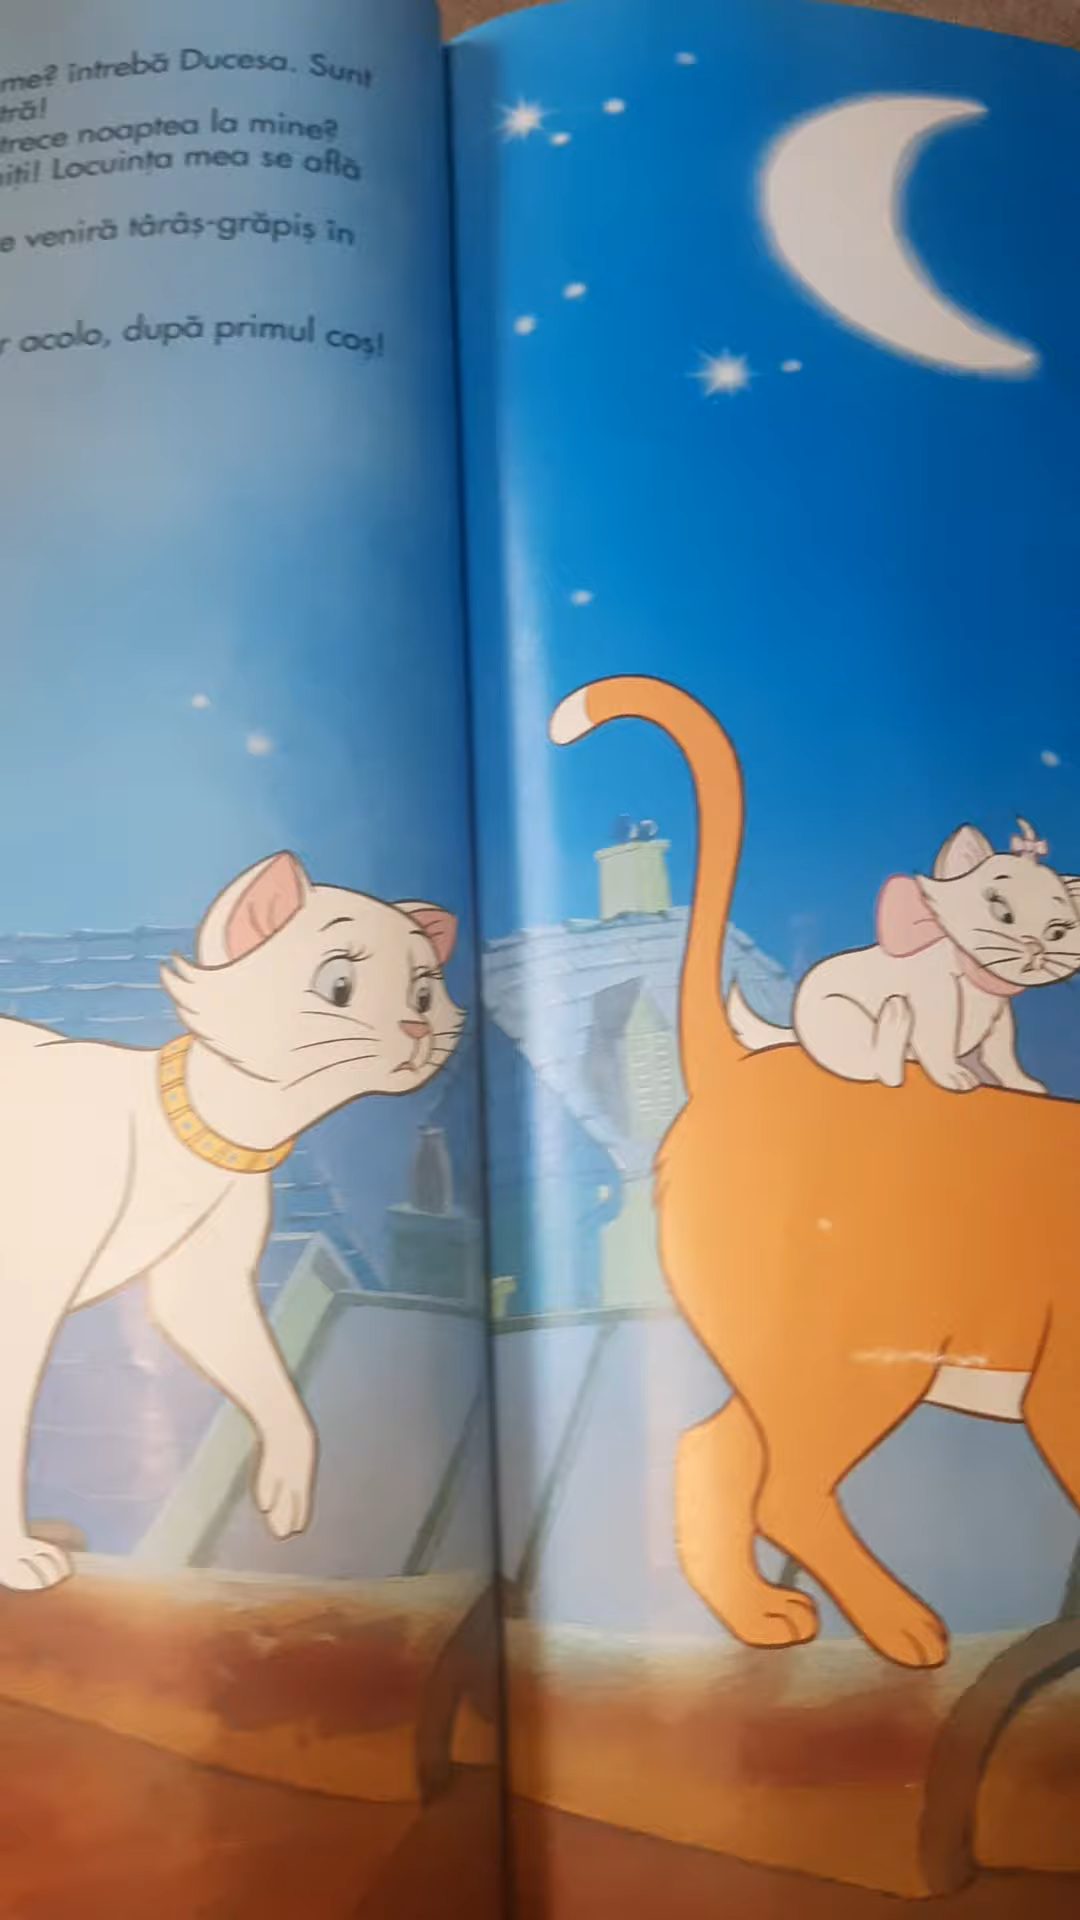 me? întrebă Ducesa. Sunt
tră!
trece noaptea la mine?
iți! Locuința mea se află
e veniră târâș-grăpiș în
r acolo, după primul coș!